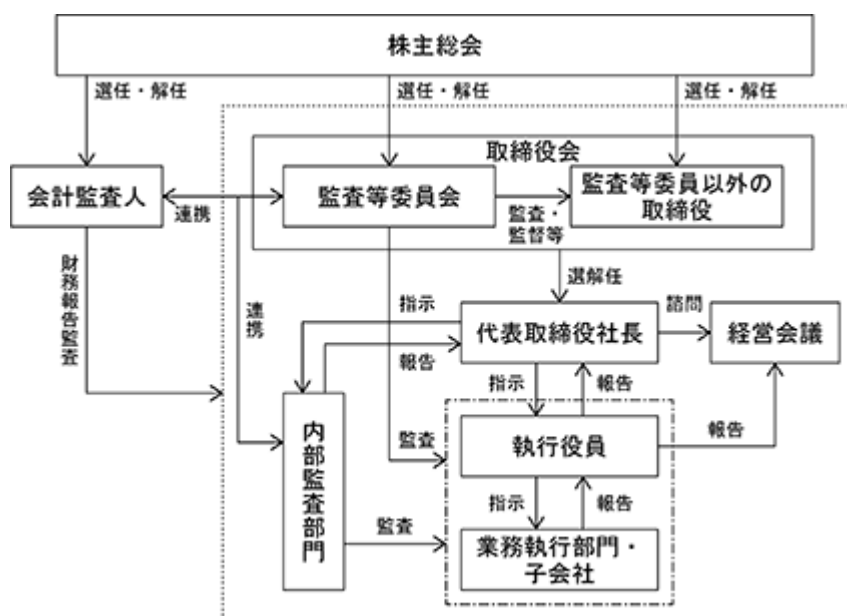 株主総会
選任・解任
選任・解任
選任・解任
取締役会
会計監査人
連携
監査等委員会
監査・
監督等
監査等委員以外の
取締役
財務報告監査
連携
選解任
指示
報告
代表取締役社長
諮問
経営会議
指示
報告
内部監査部門
監査
執行役員
報告
指示
報告
監査
業務執行部門・
子会社